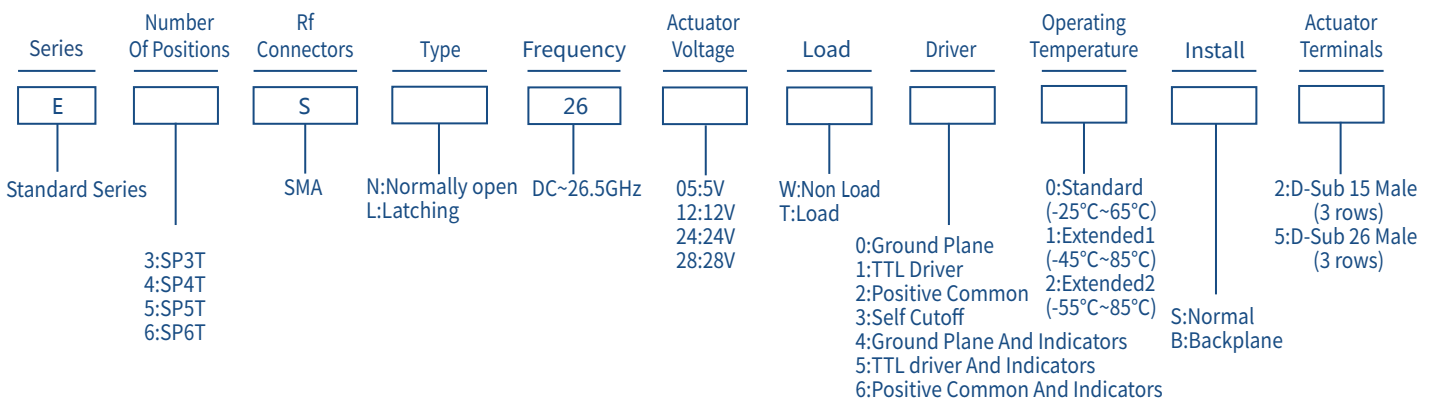 Series
Number
Of Positions
Rf
Connectors
Type
Frequency
Actuator
Voltage
Load
Driver
Operating
Temperature
Install
Actuator
Terminals
E
S
26
Standard Series
3:SP3T
4:SP4T
5:SP5T
6:SP6T
SMA
N:Normally open
L:Latching
DC~26.5GHz
05:5V
12:12V
24:24V
28:28V
W:Non Load
T:Load
0:Ground Plane
1:TTL Driver
2:Positive Common
3:Self Cutoff
4:Ground Plane And Indicators
5:TTL driver And Indicators
6:Positive Common And Indicators
0:Standard
(-25°C~65°C)
1:Extended1
(-45°C~85°C)
2:Extended2
(-55°C~85°C)
S:Normal
B:Backplane
2:D-Sub 15 Male
(3 rows)
5:D-Sub 26 Male
(3 rows)